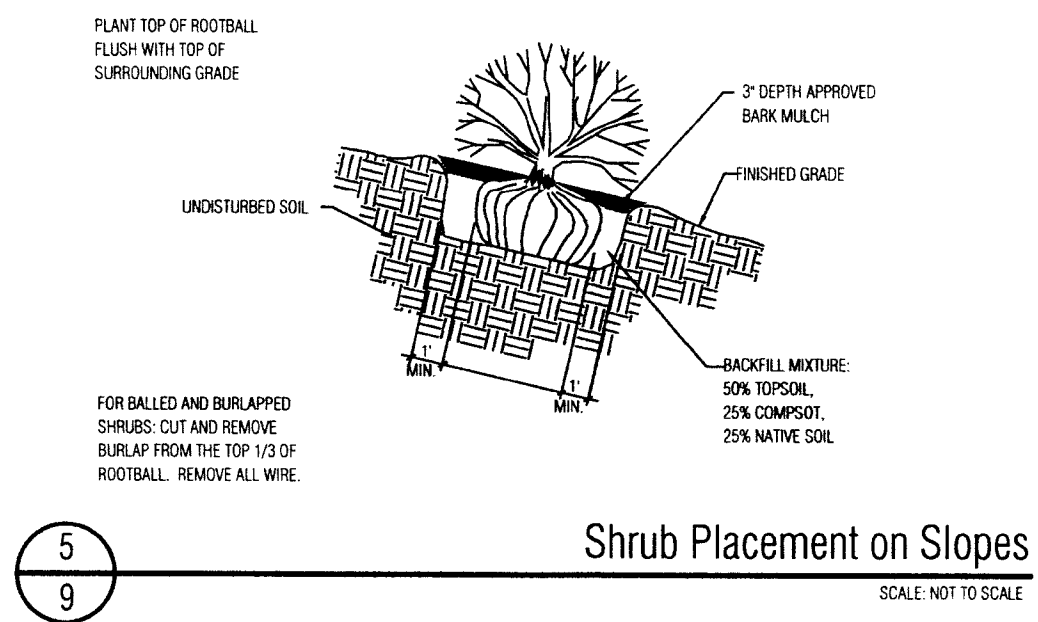 PLANT TOP OF ROOTBALL
FLUSH WITH TOP OF
SURROUNDING GRADE
3" DEPTH APPROVED
BARK MULCH
FINISHED GRADE
UNDISTURBED SOIL
1'
MIN.
1'
MIN.
BACKFILL MIXTURE:
50% TOPSOIL,
25% COMPSOT,
25% NATIVE SOIL
FOR BALLED AND BURLAPPED
SHRUBS: CUT AND REMOVE
BURLAP FROM THE TOP 1/3 OF
ROOTBALL. REMOVE ALL WIRE.
5
9
Shrub Placement on Slopes
SCALE: NOT TO SCALE